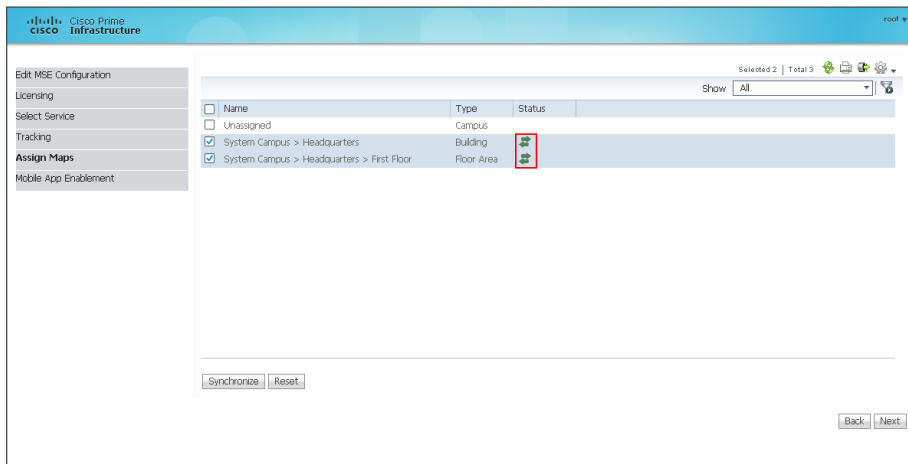 Cisco Prime
CISCO Infrastructure
root
Edit MSE Configuration
Licensing
Select Service
Tracking
Assign Maps
Mobile App Enablement
Selected 2 | Total 3
Show All
Name Type Status
Unassigned Campus
System Campus > Headquarters Building
System Campus > Headquarters > First Floor Floor Area
Synchronize Reset
Back Next